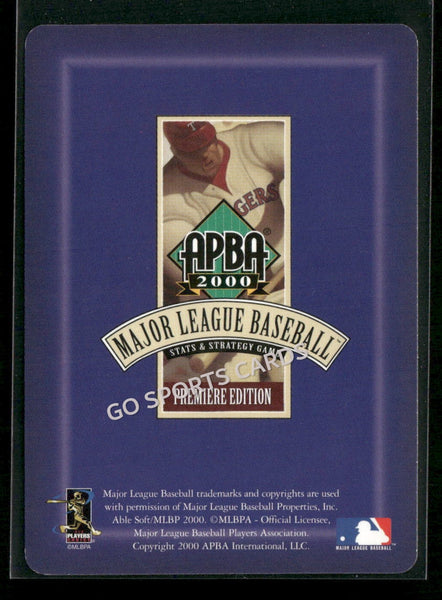 T
GERS
APBA®
2000
MAJOR LEAGUE BASEBALL™
STATS & STRATEGY GAME
GO SPORTS CARDS
PREMIERE EDITION
Major League Baseball trademarks and copyrights are used
with permission of Major League Baseball Properties, Inc.
Able Soft/MLBP 2000. ©MLBPA - Official Licensee,
Major League Baseball Players Association.
Copyright 2000 APBA International, LLC.
PLAYERS
CHOICE
©MLBPA
MAJOR LEAGUE BASEBALL